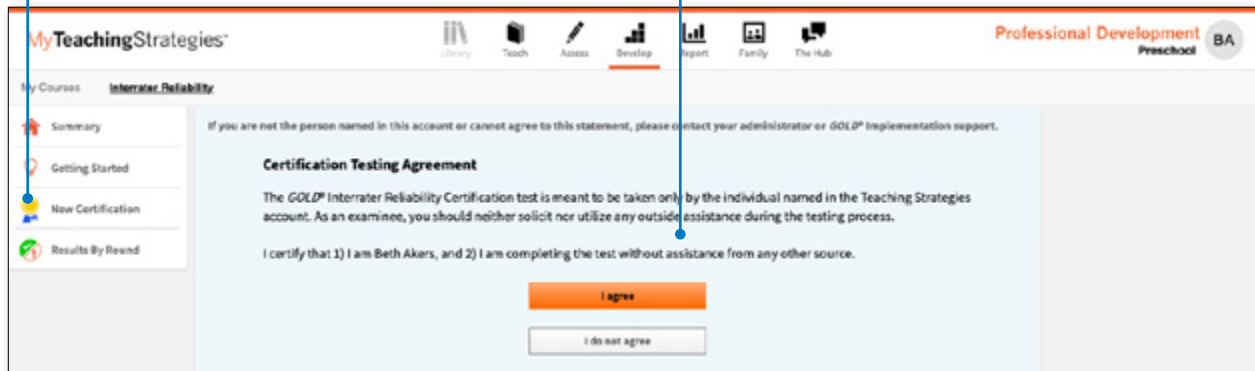 MyTeachingStrategies™
Library Teach Assess Develop Report Family The Hub
Professional Development
Preschool
BA
My Courses Interrater Reliability
Summary
Getting Started
New Certification
Results By Round
If you are not the person named in this account or cannot agree to this statement, please contact your administrator or GOLD® Implementation support.
Certification Testing Agreement
The GOLD® Interrater Reliability Certification test is meant to be taken only by the individual named in the Teaching Strategies
account. As an examinee, you should neither solicit nor utilize any outside assistance during the testing process.
I certify that 1) I am Beth Akers, and 2) I am completing the test without assistance from any other source.
I agree
I do not agree